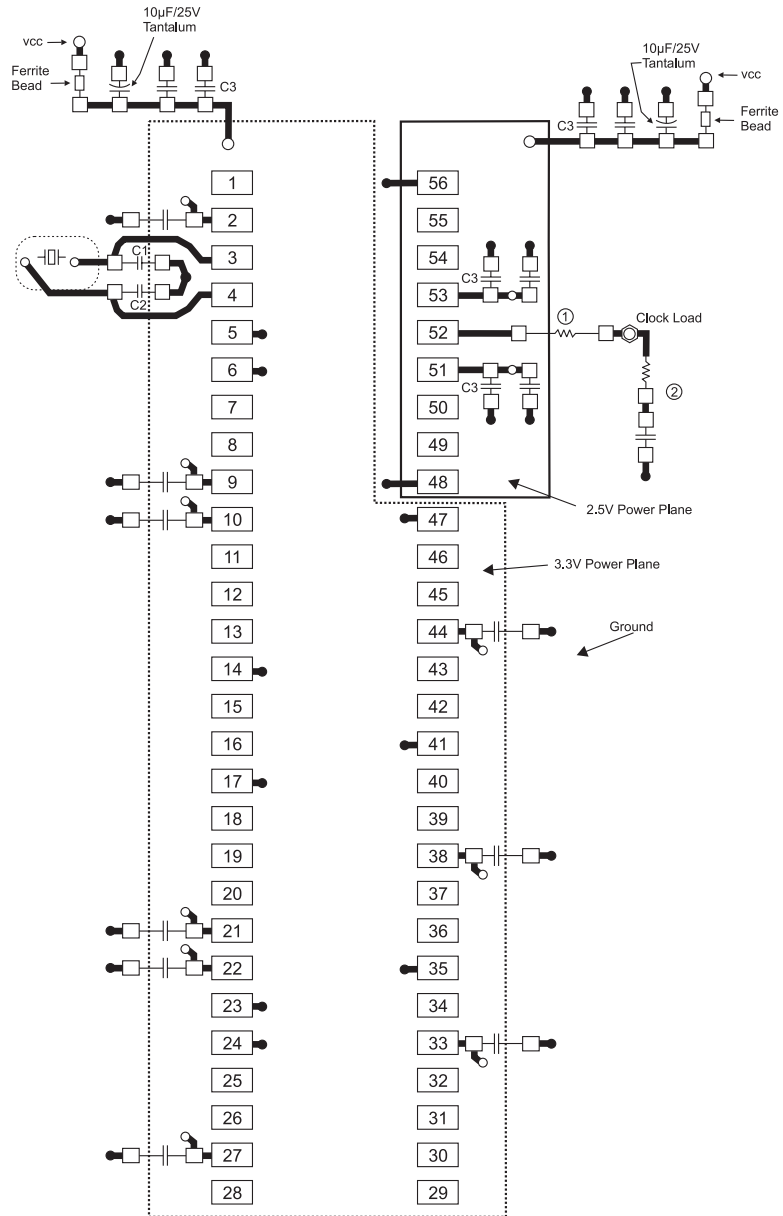 10µF/25V
Tantalum
vcc
Ferrite
Bead
C3
10µF/25V
Tantalum
vcc
C3
Ferrite
Bead
1
56
2
55
3
54
C1
C3
4
53
C2
5
52
①
Clock Load
6
51
C3
②
7
50
8
49
9
48
2.5V Power Plane
10
47
11
46
3.3V Power Plane
12
45
13
44
Ground
14
43
15
42
16
41
17
40
18
39
19
38
20
37
21
36
22
35
23
34
24
33
25
32
26
31
27
30
28
29